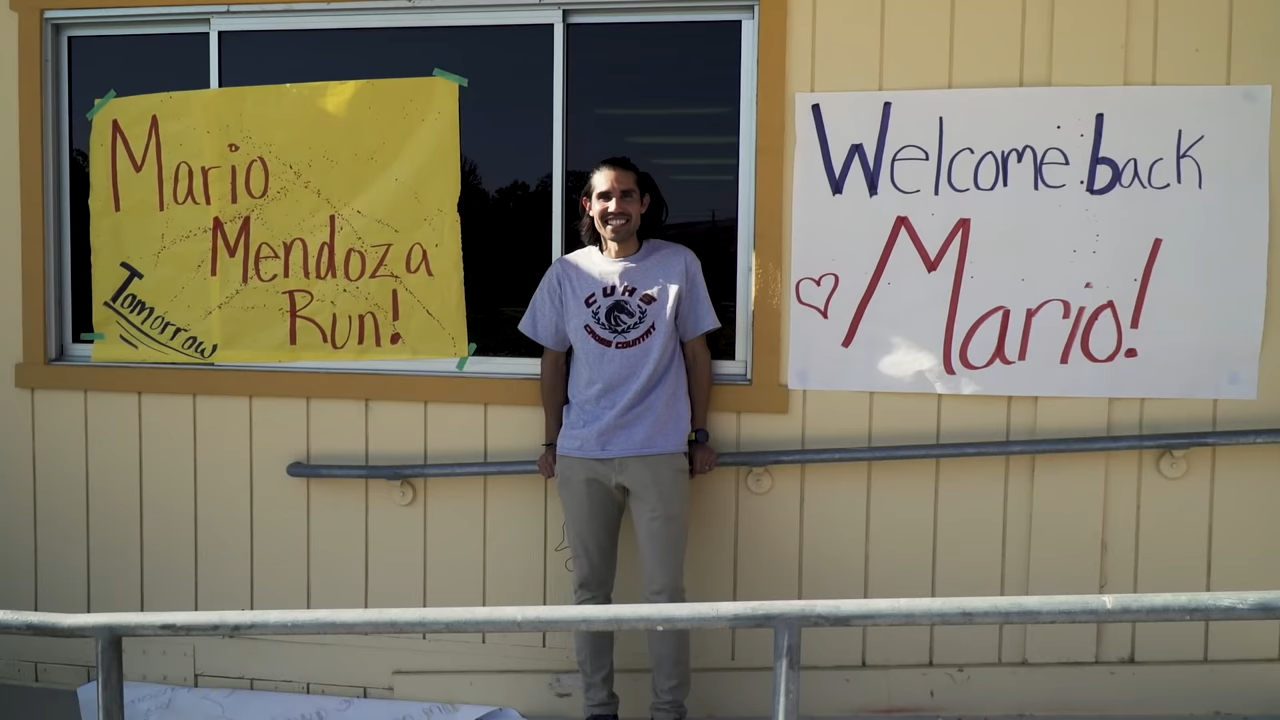 Mario
Mendoza
Run!
Tomorrow
Welcome back
Mario!
CUHS
CROSS COUNTRY